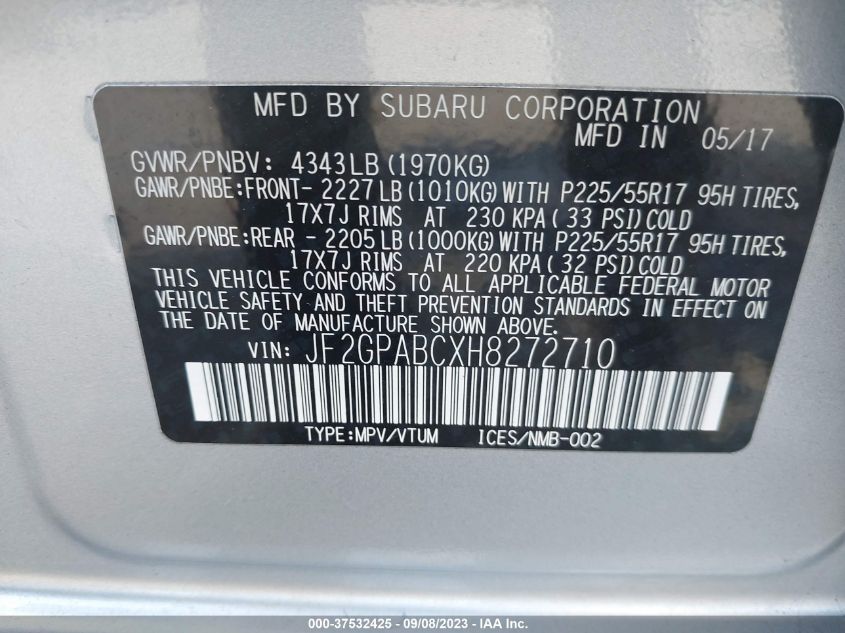 MFD BY SUBARU CORPORATION
MFD IN 05/17
GVWR/PNBV: 4343LB(1970KG)
GAWR/PNBE:FRONT- 2227LB(1010KG)WITH P225/55R17 95H TIRES,
17X7J RIMS AT 230 KPA( 33 PSI)COLD
GAWR/PNBE:REAR - 2205LB(1000KG)WITH P225/55R17 95H TIRES,
17X7J RIMS AT 220 KPA( 32 PSI)COLD
THIS VEHICLE CONFORMS TO ALL APPLICABLE FEDERAL MOTOR
VEHICLE SAFETY AND THEFT PREVENTION STANDARDS IN EFFECT ON
THE DATE OF MANUFACTURE SHOWN ABOVE.
VIN: JF2GPABCXH8272710
TYPE:MPV/VTUM ICES/NMB-002
000-37532425 - 09/08/2023 - IAA Inc.